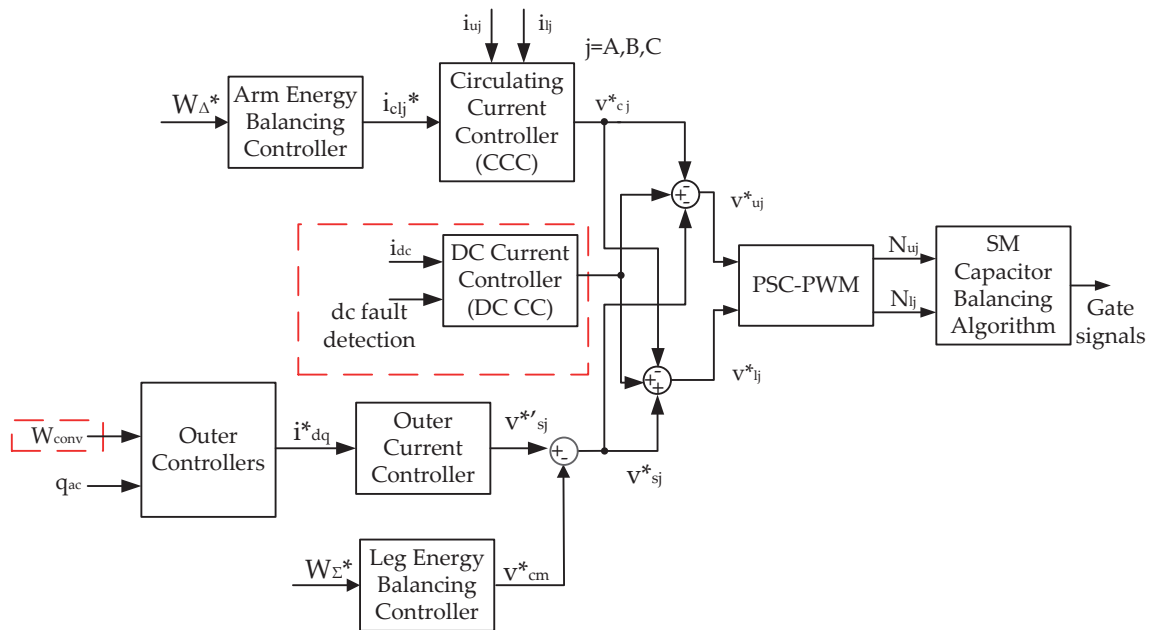 i_uj
i_lj
j=A,B,C
W_Δ*
Arm Energy
Balancing
Controller
i_clj*
Circulating
Current
Controller
(CCC)
v*_cj
i_dc
dc fault
detection
DC Current
Controller
(DC CC)
+
-
-
v*_uj
PSC-PWM
N_uj
N_lj
SM
Capacitor
Balancing
Algorithm
Gate
signals
+
-
+
v*_lj
W_conv
q_ac
Outer
Controllers
i*_dq
Outer
Current
Controller
v*'_sj
+
-
v*_sj
W_Σ*
Leg Energy
Balancing
Controller
v*_cm